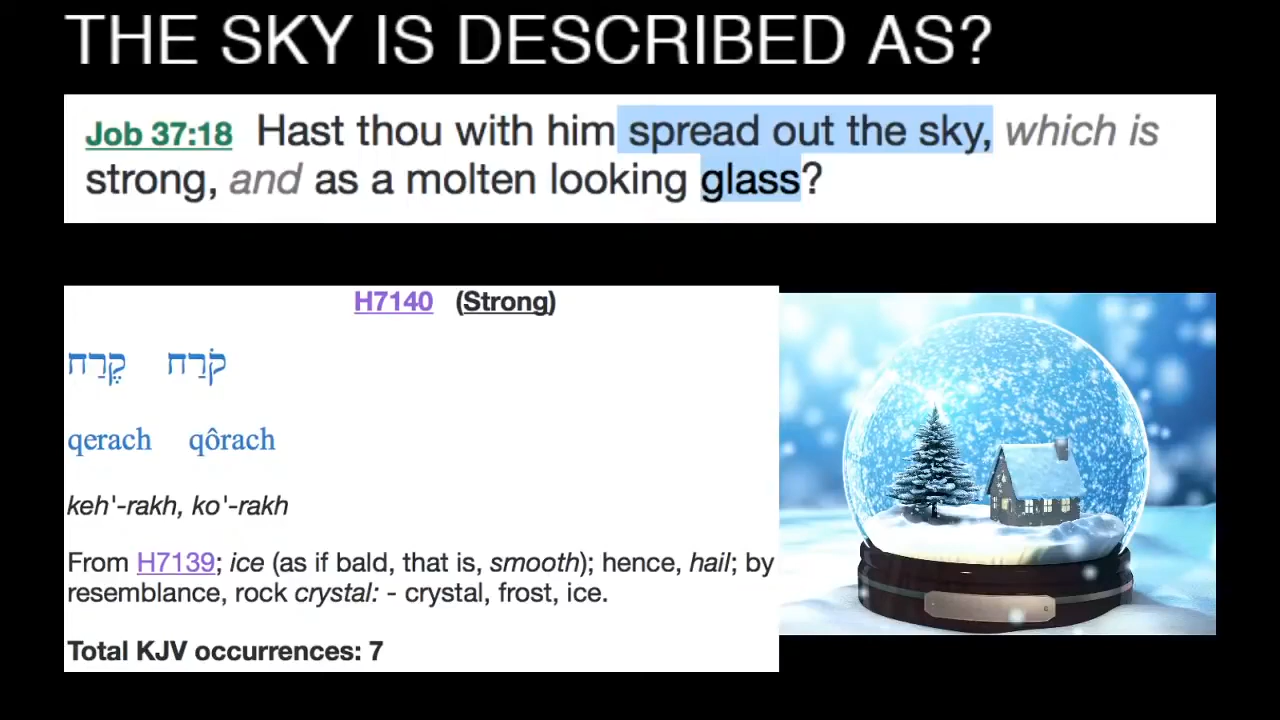 THE SKY IS DESCRIBED AS?
Job 37:18 Hast thou with him spread out the sky, which is
strong, and as a molten looking glass?
H7140 (Strong)
קֹרַח קֶרַח
qerach qôrach
keh'-rakh, ko'-rakh
From H7139; ice (as if bald, that is, smooth); hence, hail; by
resemblance, rock crystal: - crystal, frost, ice.
Total KJV occurrences: 7